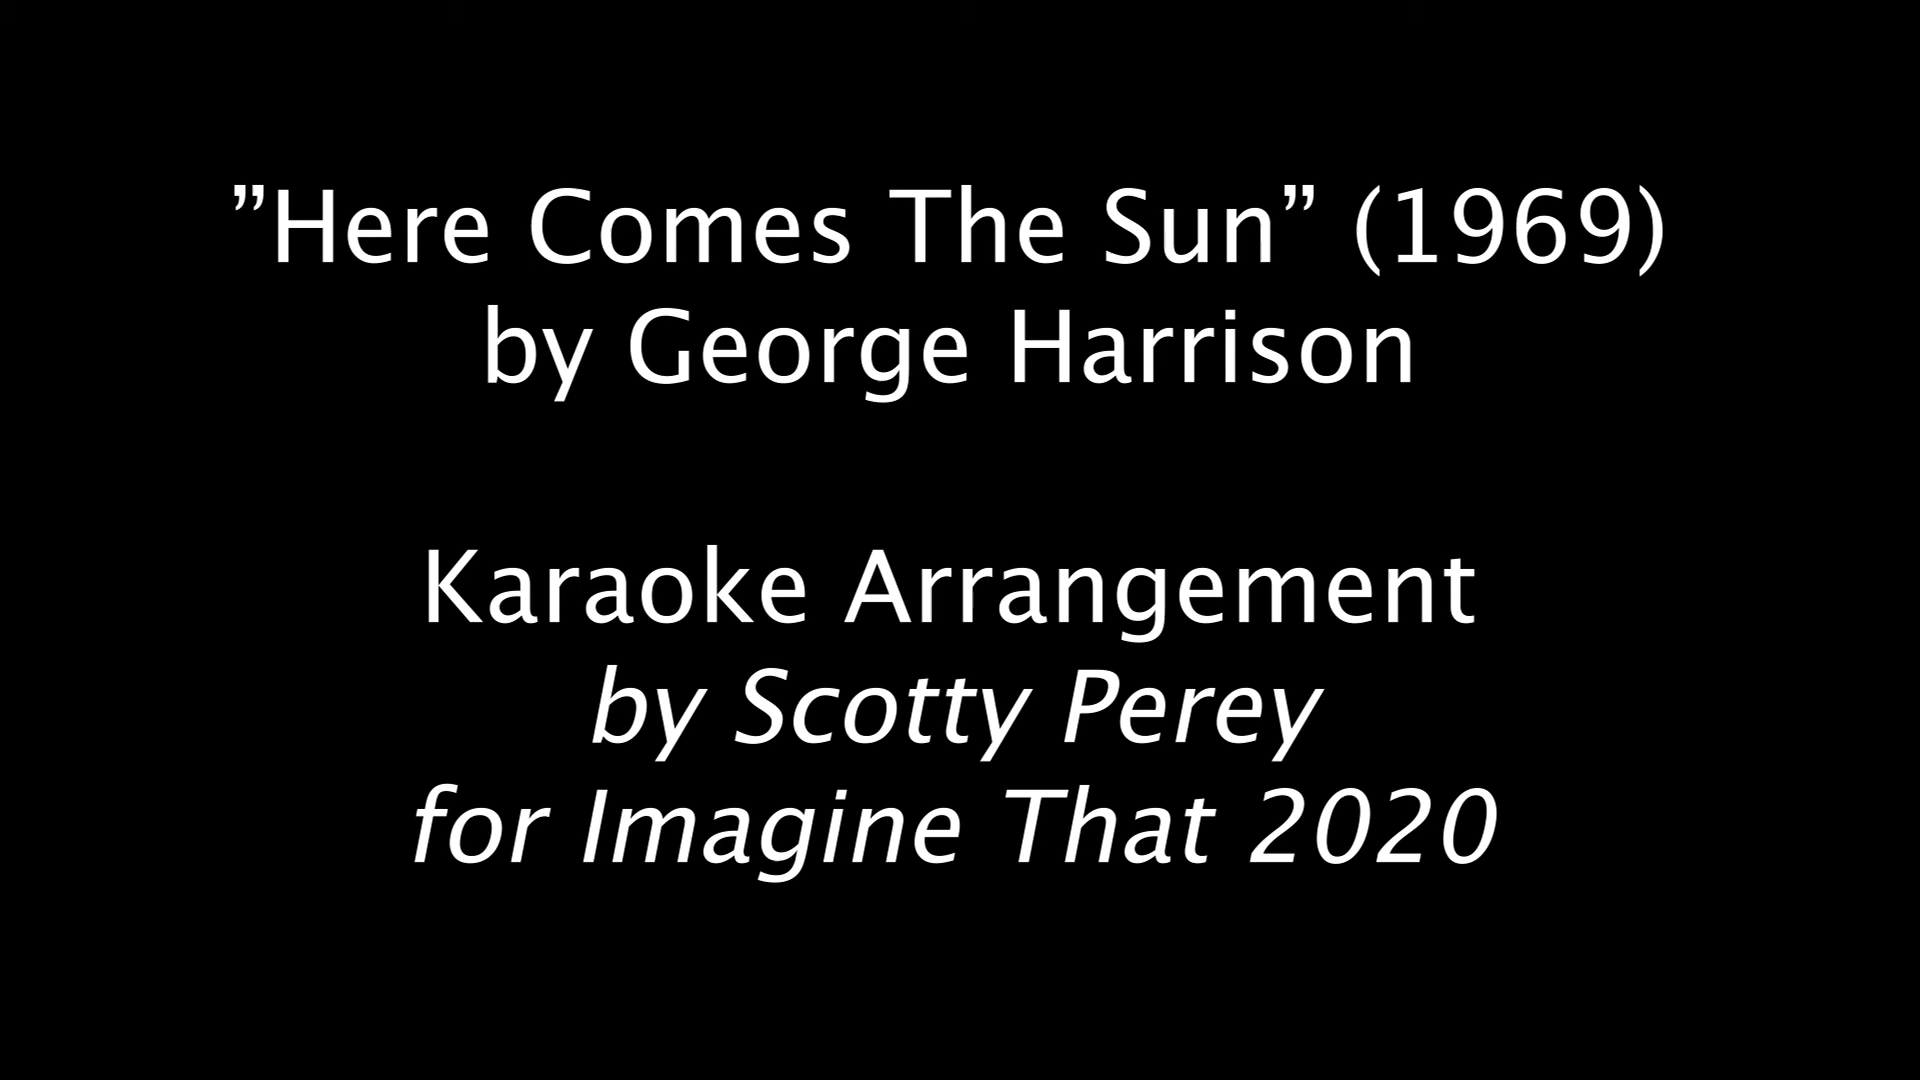 ”Here Comes The Sun” (1969)
by George Harrison
Karaoke Arrangement
by Scotty Perey
for Imagine That 2020